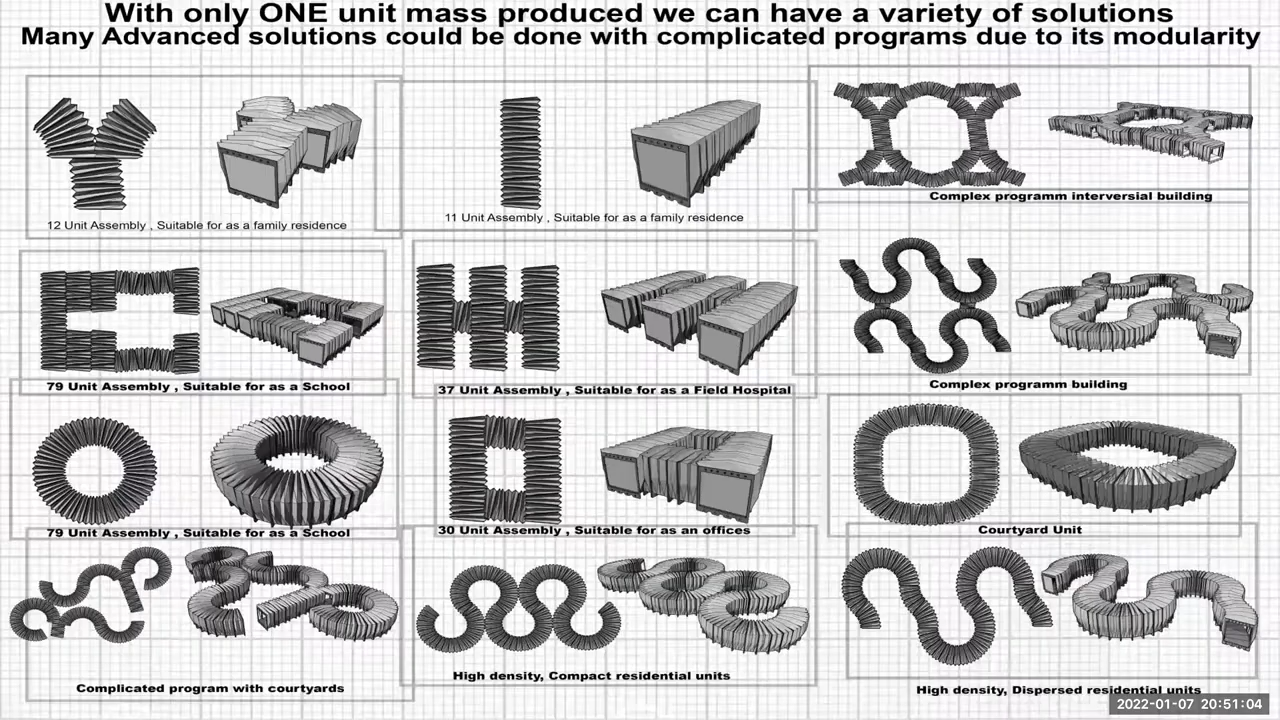 With only ONE unit mass produced we can have a variety of solutions
Many Advanced solutions could be done with complicated programs due to its modularity
12 Unit Assembly , Suitable for as a family residence
11 Unit Assembly , Suitable for as a family residence
Complex programm interversial building
79 Unit Assembly , Suitable for as a School
37 Unit Assembly , Suitable for as a Field Hospital
Complex programm building
79 Unit Assembly , Suitable for as a School
30 Unit Assembly , Suitable for as an offices
Courtyard Unit
Complicated program with courtyards
High density, Compact residential units
High density, Dispersed residential units
2022-01-07 20:51:04